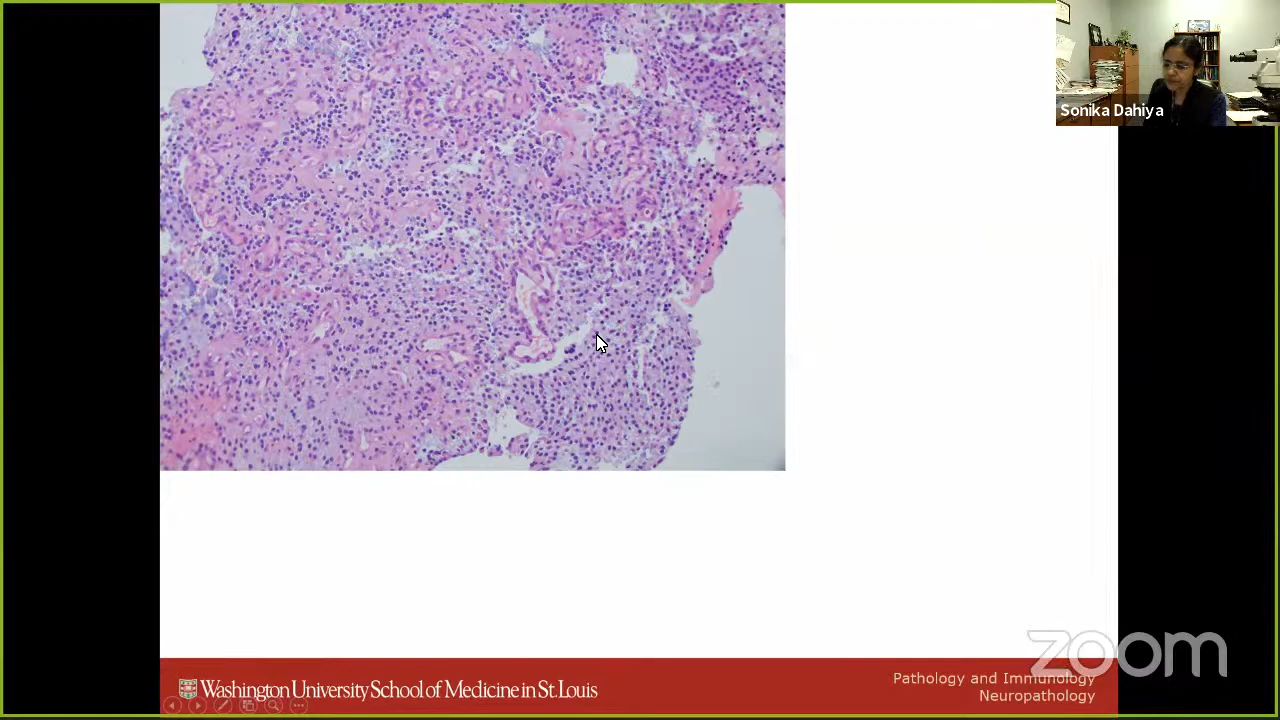 Sonika Dahiya
zoom
Washington University School of Medicine in St. Louis
Pathology and Immunology
Neuropathology